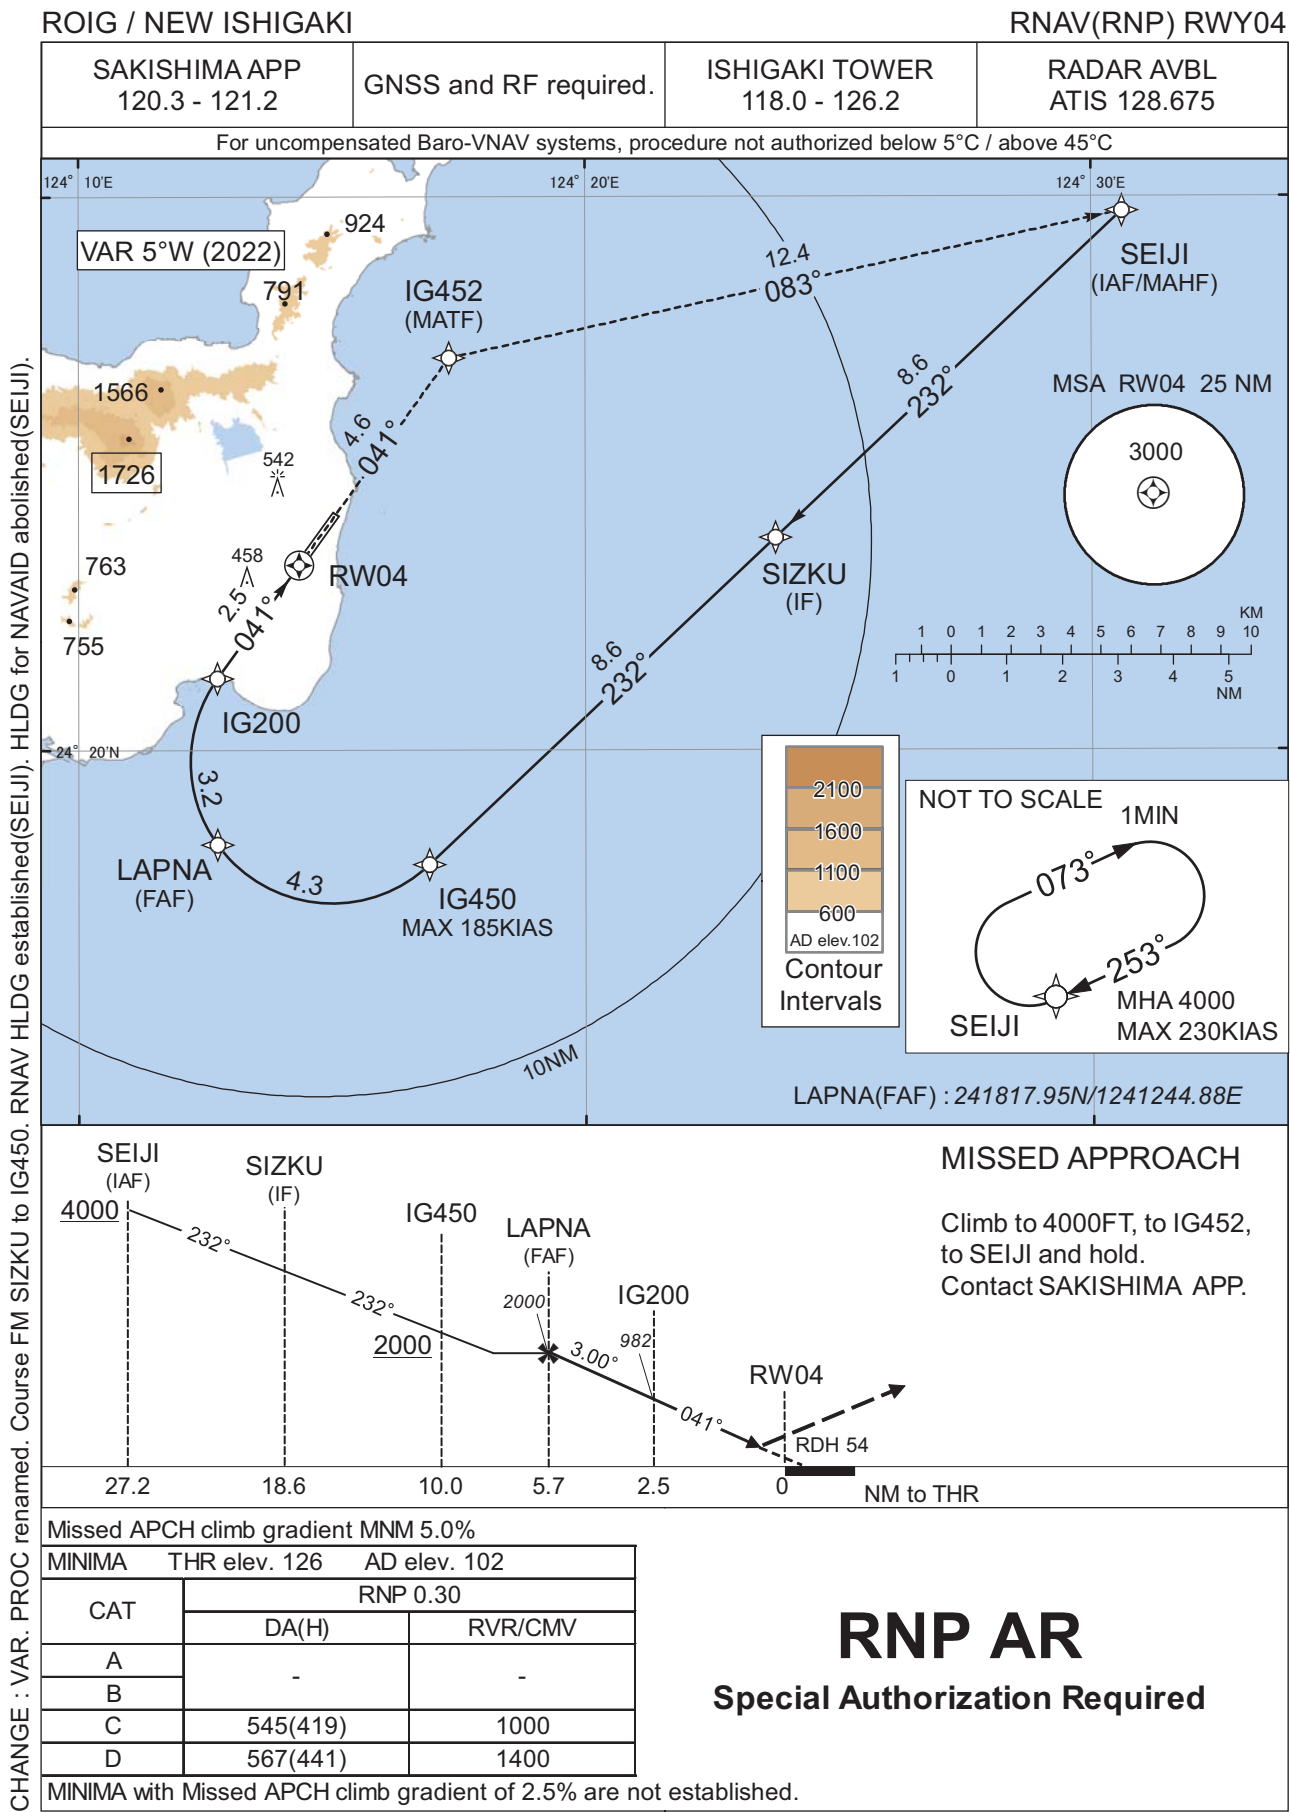 ROIG / NEW ISHIGAKI
RNAV(RNP) RWY04
SAKISHIMA APP
120.3 - 121.2
GNSS and RF required.
ISHIGAKI TOWER
118.0 - 126.2
RADAR AVBL
ATIS 128.675
For uncompensated Baro-VNAV systems, procedure not authorized below 5°C / above 45°C
124° 10'E
124° 20'E
124° 30'E
924
VAR 5°W (2022)
791
IG452
(MATF)
12.4
083°
SEIJI
(IAF/MAHF)
1566
1726
542
4.6
041°
8.6
232°
MSA RW04 25 NM
3000
763
755
458
RW04
2.5
041°
SIZKU
(IF)
KM
1 0 1 2 3 4 5 6 7 8 9 10
1 0 1 2 3 4 5
NM
8.6
232°
IG200
24° 20'N
3.2
LAPNA
(FAF)
4.3
IG450
MAX 185KIAS
2100
1600
1100
600
AD elev.102
Contour
Intervals
NOT TO SCALE
1MIN
073°
253°
SEIJI
MHA 4000
MAX 230KIAS
10NM
LAPNA(FAF) : 241817.95N/1241244.88E
SEIJI
(IAF)
4000
232°
SIZKU
(IF)
232°
IG450
2000
LAPNA
(FAF)
2000
3.00°
IG200
982
041°
RW04
RDH 54
27.2
18.6
10.0
5.7
2.5
0
NM to THR
MISSED APPROACH
Climb to 4000FT, to IG452,
to SEIJI and hold.
Contact SAKISHIMA APP.
Missed APCH climb gradient MNM 5.0%
MINIMA THR elev. 126 AD elev. 102
CAT
RNP 0.30
DA(H)
RVR/CMV
A
B
-
-
C 545(419) 1000
D 567(441) 1400
MINIMA with Missed APCH climb gradient of 2.5% are not established.
RNP AR
Special Authorization Required
CHANGE : VAR. PROC renamed. Course FM SIZKU to IG450. RNAV HLDG established(SEIJI). HLDG for NAVAID abolished(SEIJI).